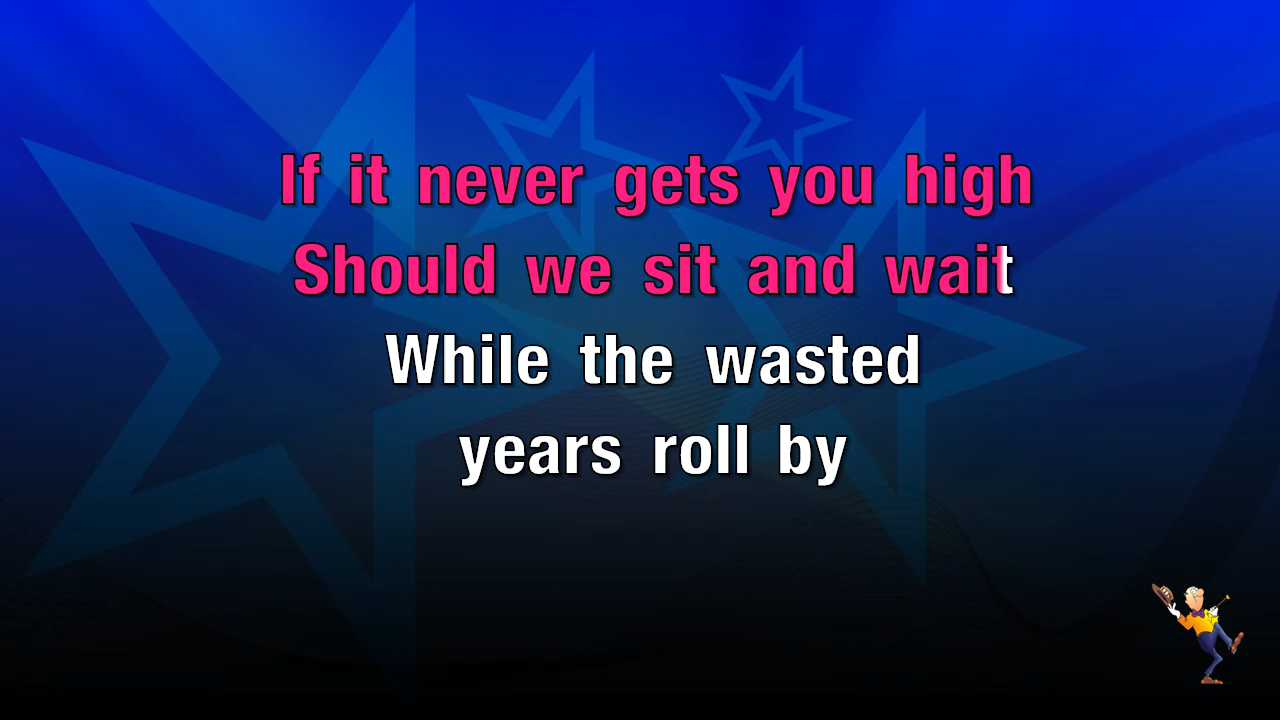 If it never gets you high
Should we sit and wait
While the wasted
years roll by